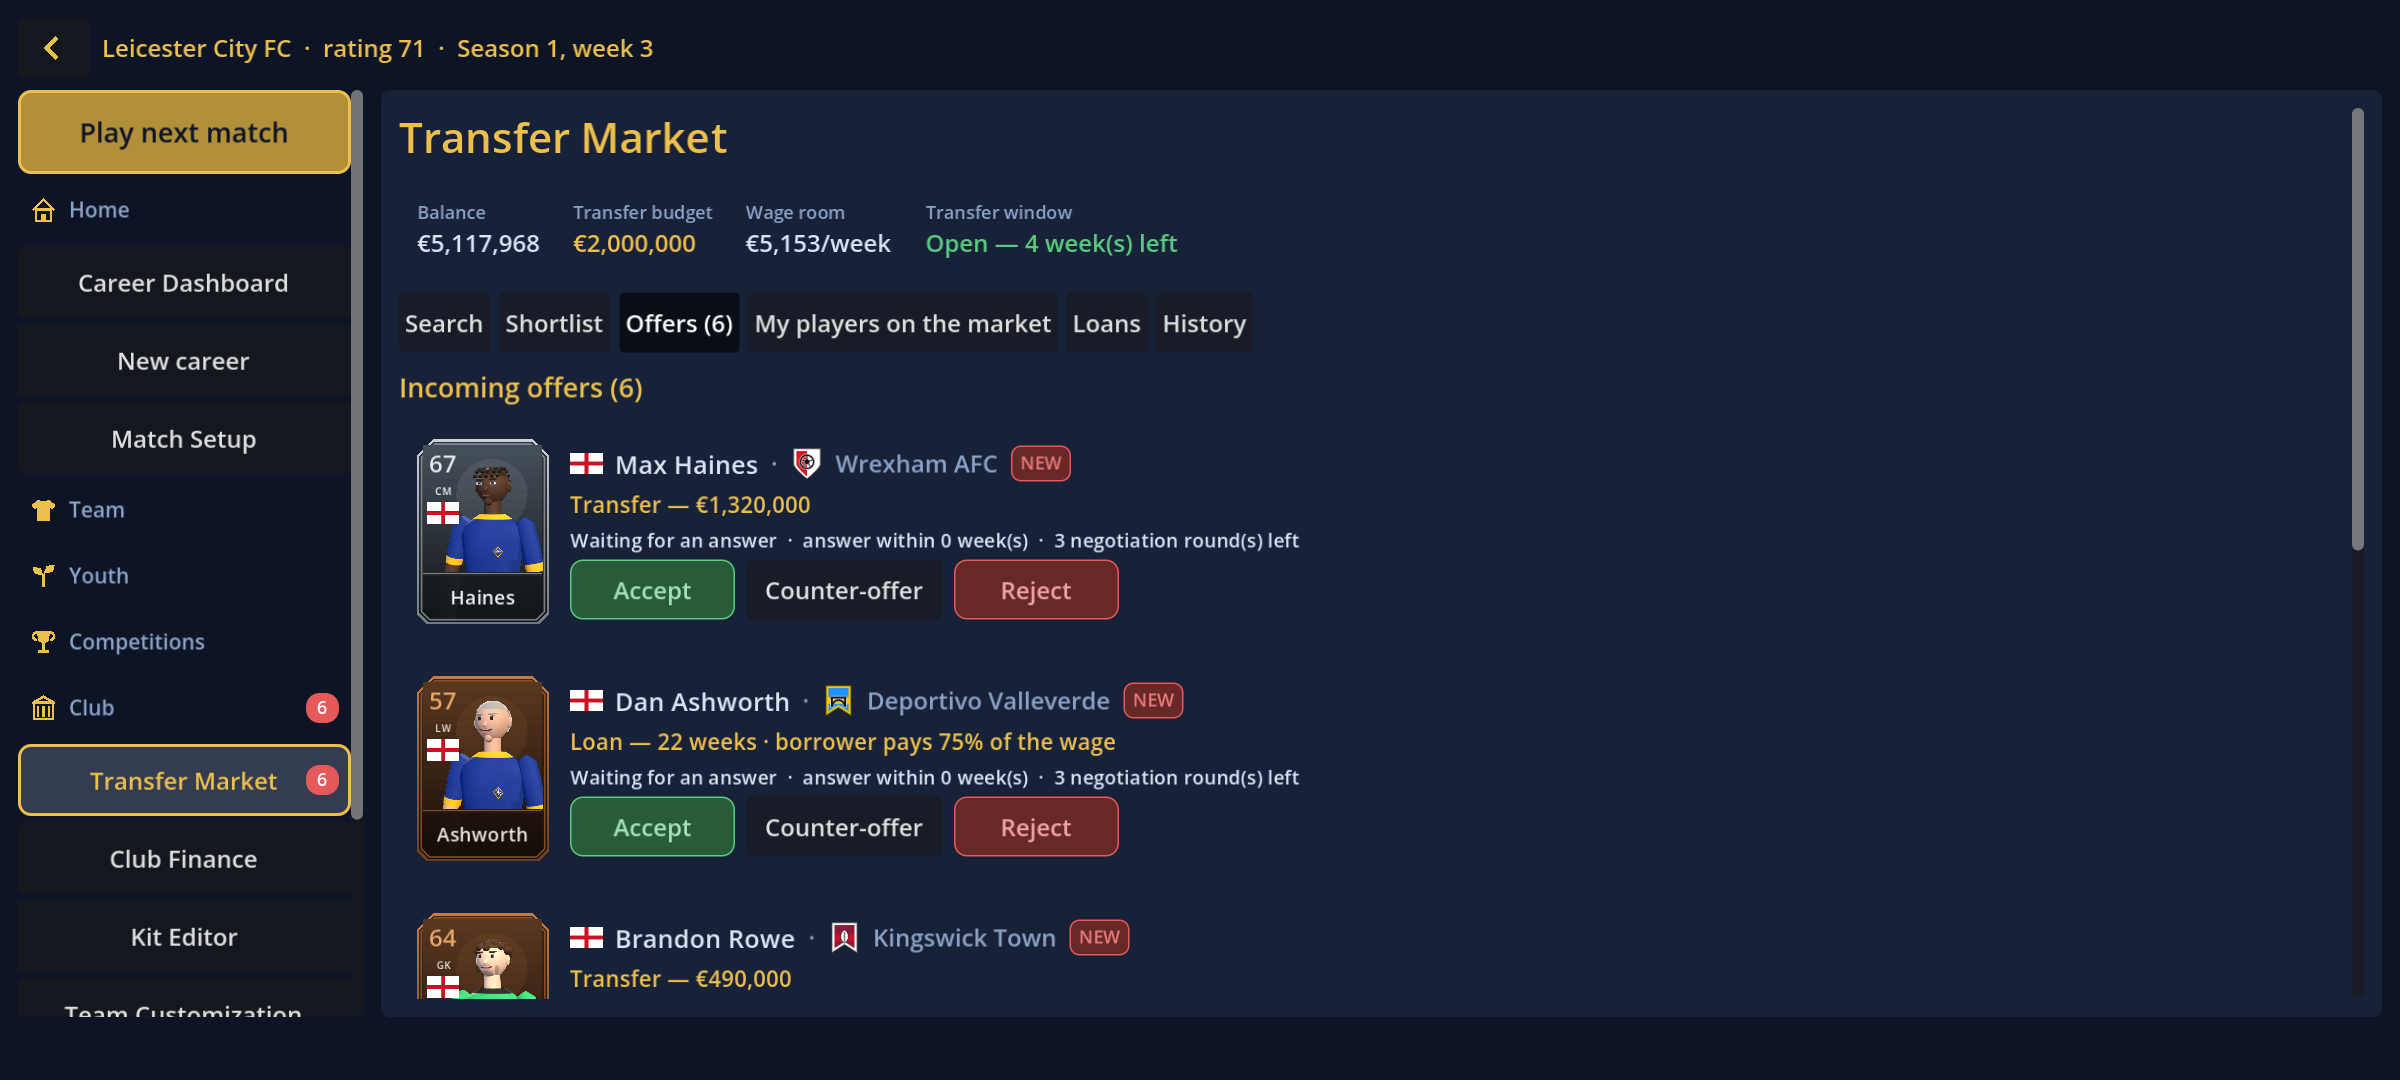 Leicester City FC · rating 71 · Season 1, week 3
Play next match
Home
Career Dashboard
New career
Match Setup
Team
Youth
Competitions
Club 6
Transfer Market 6
Club Finance
Kit Editor
Team Customization
Transfer Market
Balance
€5,117,968
Transfer budget
€2,000,000
Wage room
€5,153/week
Transfer window
Open — 4 week(s) left
Search
Shortlist
Offers (6)
My players on the market
Loans
History
Incoming offers (6)
67
CM
Haines
Max Haines · Wrexham AFC NEW
Transfer — €1,320,000
Waiting for an answer · answer within 0 week(s) · 3 negotiation round(s) left
Accept
Counter-offer
Reject
57
LW
Ashworth
Dan Ashworth · Deportivo Valleverde NEW
Loan — 22 weeks · borrower pays 75% of the wage
Waiting for an answer · answer within 0 week(s) · 3 negotiation round(s) left
Accept
Counter-offer
Reject
64
GK
Brandon Rowe · Kingswick Town NEW
Transfer — €490,000